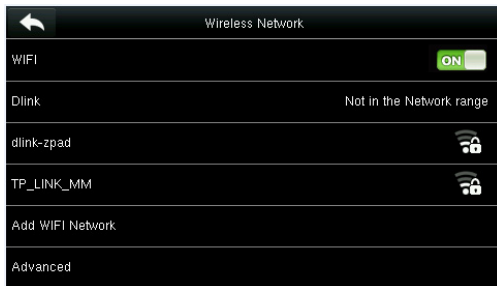 Wireless Network
WIFI ON
Dlink Not in the Network range
dlink-zpad
TP_LINK_MM
Add WIFI Network
Advanced